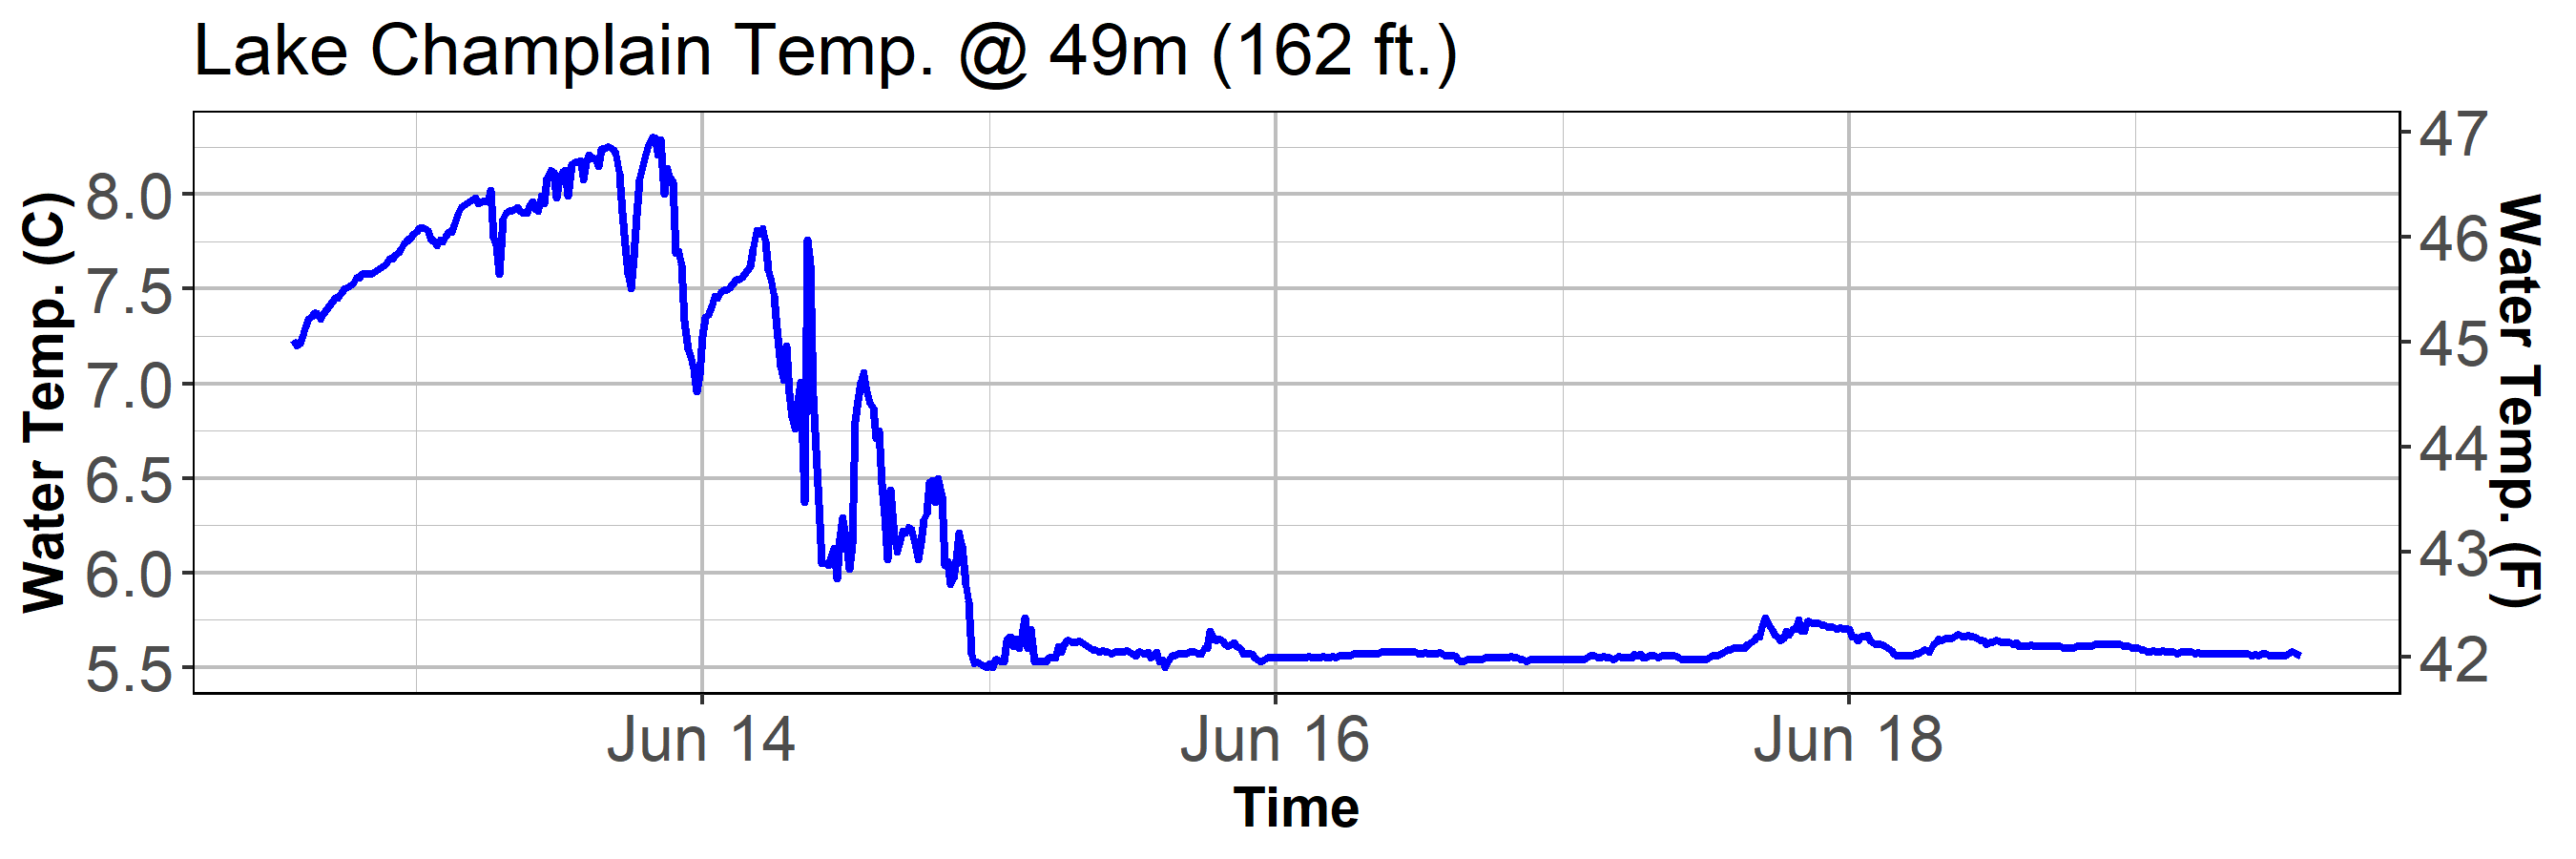 Lake Champlain Temp. @ 49m (162 ft.)
Water Temp. (C)
8.0
7.5
7.0
6.5
6.0
5.5
47
46
45
44
43
42
Water Temp. (F)
Jun 14
Jun 16
Jun 18
Time